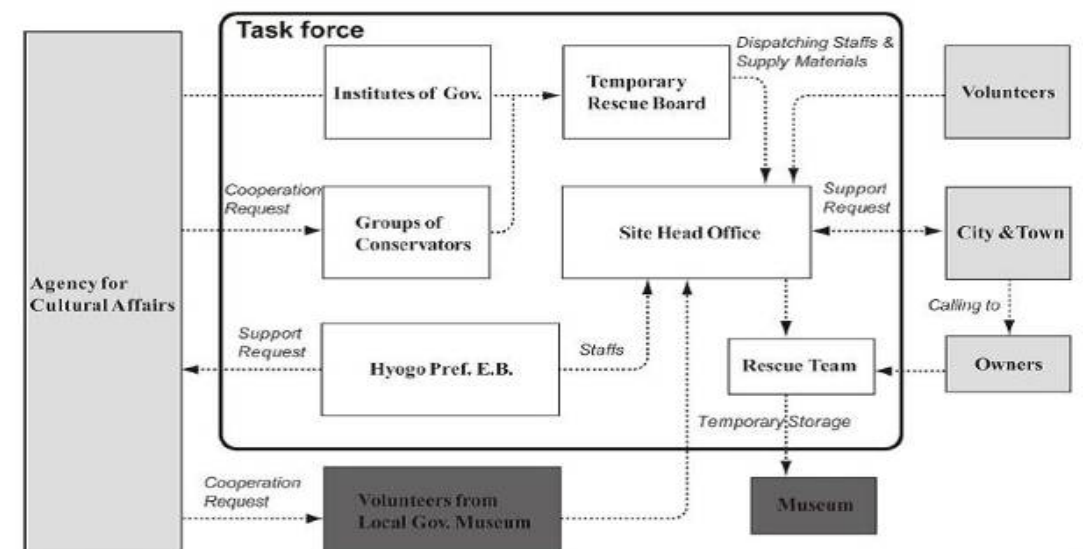 Task force
Dispatching Staffs &
Supply Materials
Institutes of Gov.
Temporary
Rescue Board
Volunteers
Cooperation
Request
Groups of
Conservators
Site Head Office
Support
Request
City & Town
Agency for
Cultural Affairs
Calling to
Support
Request
Hyogo Pref. E.B.
Staffs
Rescue Team
Owners
Temporary Storage
Cooperation
Request
Volunteers from
Local Gov. Museum
Museum